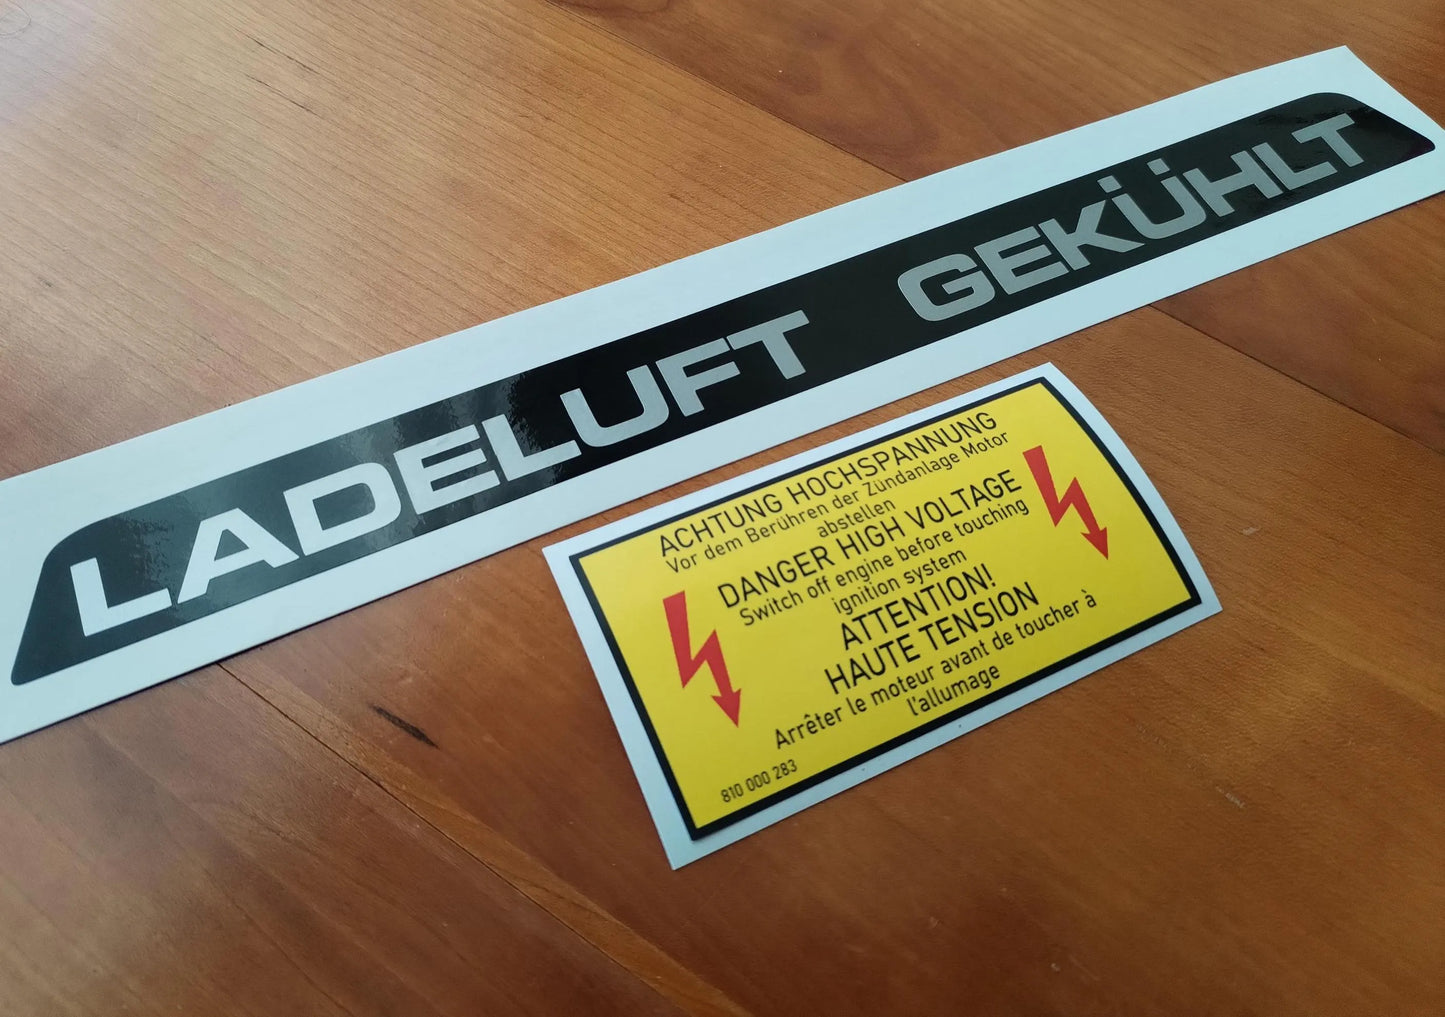 LADELUFT GEKÜHLT
ACHTUNG HOCHSPANNUNG
Vor dem Berühren der Zündanlage Motor
abstellen
DANGER HIGH VOLTAGE
Switch off engine before touching
ignition system
ATTENTION!
HAUTE TENSION
Arrêter le moteur avant de toucher à
l'allumage
810 000 283